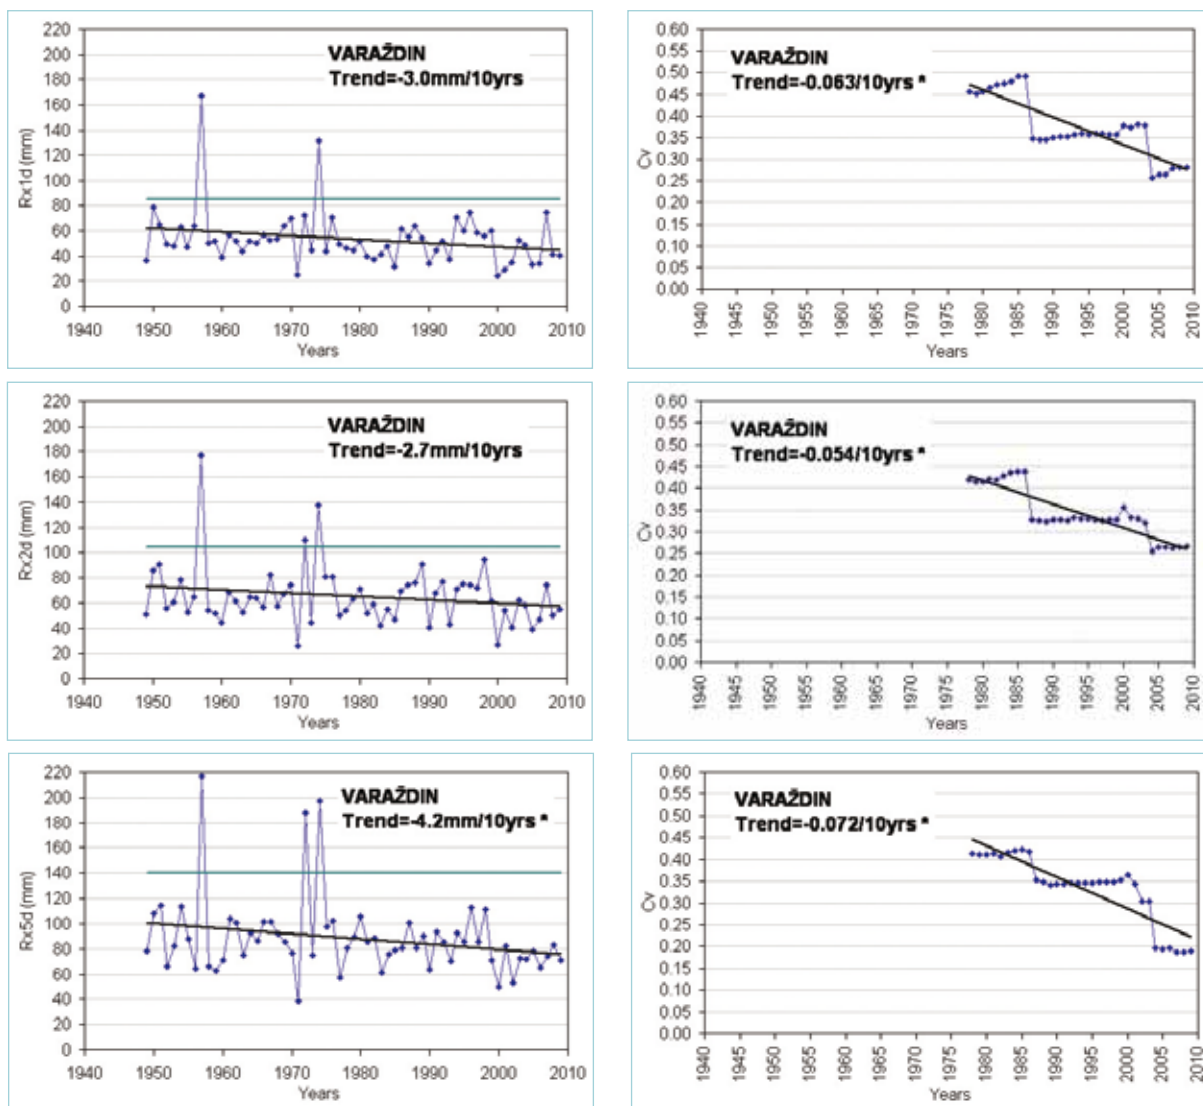 220
200
180
160
140
120
100
80
60
40
20
0
Rx1d (mm)
VARAŽDIN
Trend=-3.0mm/10yrs
1940 1950 1960 1970 1980 1990 2000 2010
Years
0.60
0.55
0.50
0.45
0.40
0.35
0.30
0.25
0.20
0.15
0.10
0.05
0.00
Cv
VARAŽDIN
Trend=-0.063/10yrs *
1940 1945 1950 1955 1960 1965 1970 1975 1980 1985 1990 1995 2000 2005 2010
Years
220
200
180
160
140
120
100
80
60
40
20
0
Rx2d (mm)
VARAŽDIN
Trend=-2.7mm/10yrs
1940 1950 1960 1970 1980 1990 2000 2010
Years
0.60
0.55
0.50
0.45
0.40
0.35
0.30
0.25
0.20
0.15
0.10
0.05
0.00
Cv
VARAŽDIN
Trend=-0.054/10yrs *
1940 1945 1950 1955 1960 1965 1970 1975 1980 1985 1990 1995 2000 2005 2010
Years
220
200
180
160
140
120
100
80
60
40
20
0
Rx5d (mm)
VARAŽDIN
Trend=-4.2mm/10yrs *
1940 1950 1960 1970 1980 1990 2000 2010
Years
0.60
0.55
0.50
0.45
0.40
0.35
0.30
0.25
0.20
0.15
0.10
0.05
0.00
Cv
VARAŽDIN
Trend=-0.072/10yrs *
1940 1945 1950 1955 1960 1965 1970 1975 1980 1985 1990 1995 2000 2005 2010
Years